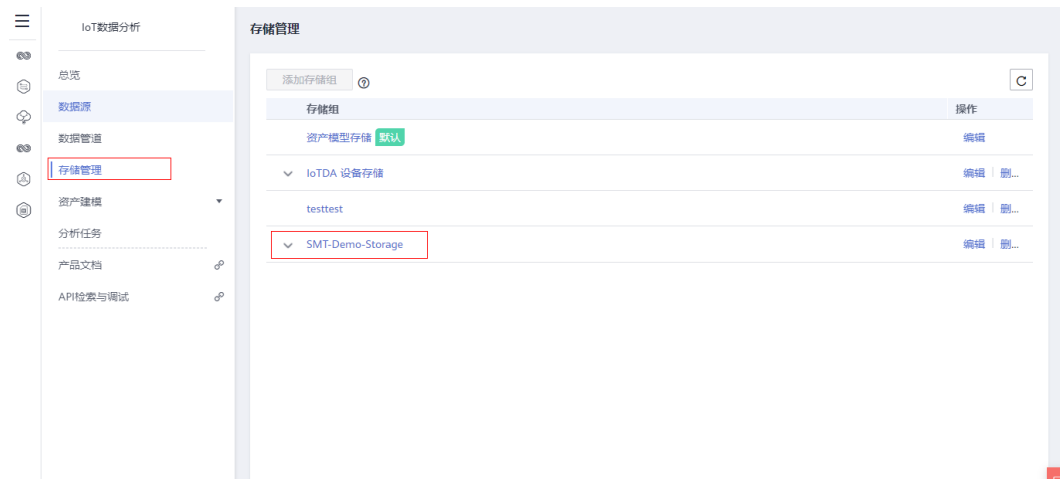 IoT数据分析
总览
数据源
数据管道
存储管理
资产建模
分析任务
产品文档
API检索与调试
存储管理
添加存储组
存储组 操作
资产模型存储 默认 编辑
IoTDA 设备存储 编辑 删...
testtest 编辑 删...
SMT-Demo-Storage 编辑 删...